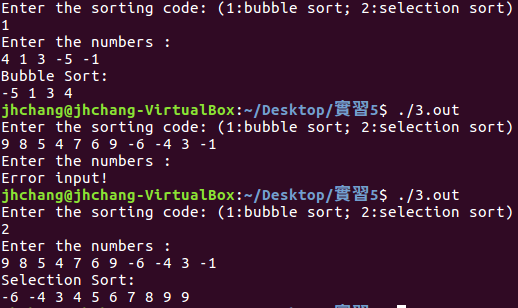 Enter the sorting code: (1:bubble sort; 2:selection sort)
1
Enter the numbers :
4 1 3 -5 -1
Bubble Sort:
-5 1 3 4
jhchang@jhchang-VirtualBox:~/Desktop/實習5$ ./3.out
Enter the sorting code: (1:bubble sort; 2:selection sort)
9 8 5 4 7 6 9 -6 -4 3 -1
Enter the numbers :
Error input!
jhchang@jhchang-VirtualBox:~/Desktop/實習5$ ./3.out
Enter the sorting code: (1:bubble sort; 2:selection sort)
2
Enter the numbers :
9 8 5 4 7 6 9 -6 -4 3 -1
Selection Sort:
-6 -4 3 4 5 6 7 8 9 9